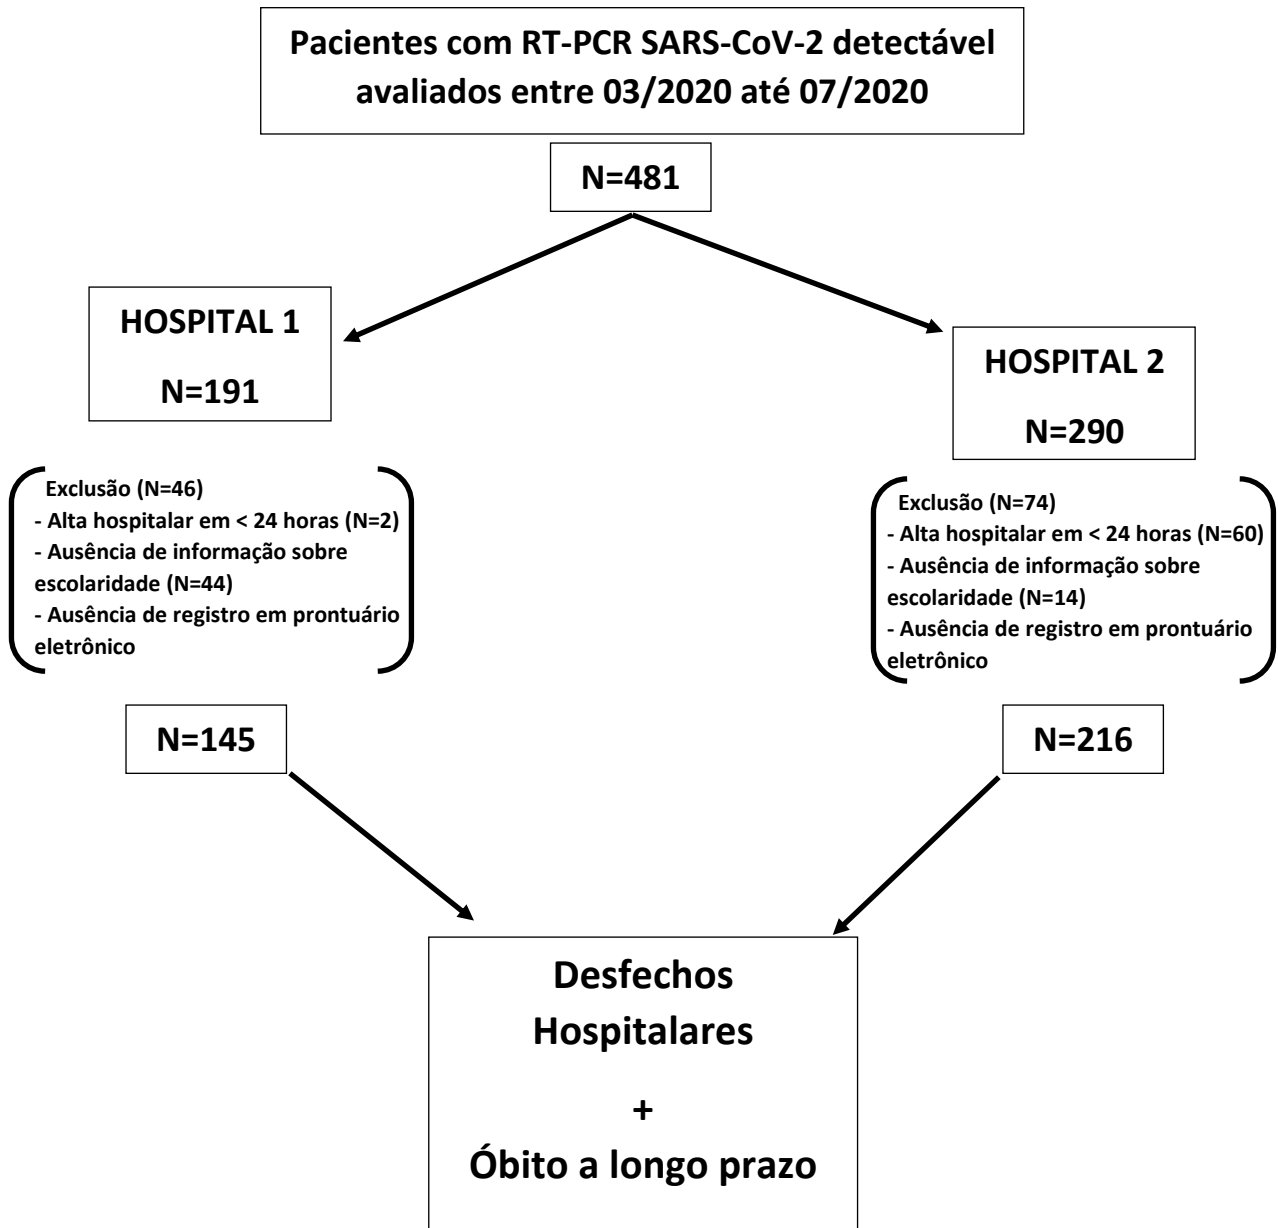 Pacientes com RT-PCR SARS-CoV-2 detectável
avaliados entre 03/2020 até 07/2020
N=481
HOSPITAL 1
N=191
HOSPITAL 2
N=290
Exclusão (N=46)
- Alta hospitalar em < 24 horas (N=2)
- Ausência de informação sobre
escolaridade (N=44)
- Ausência de registro em prontuário
eletrônico
Exclusão (N=74)
- Alta hospitalar em < 24 horas (N=60)
- Ausência de informação sobre
escolaridade (N=14)
- Ausência de registro em prontuário
eletrônico
N=145
N=216
Desfechos
Hospitalares
+
Óbito a longo prazo